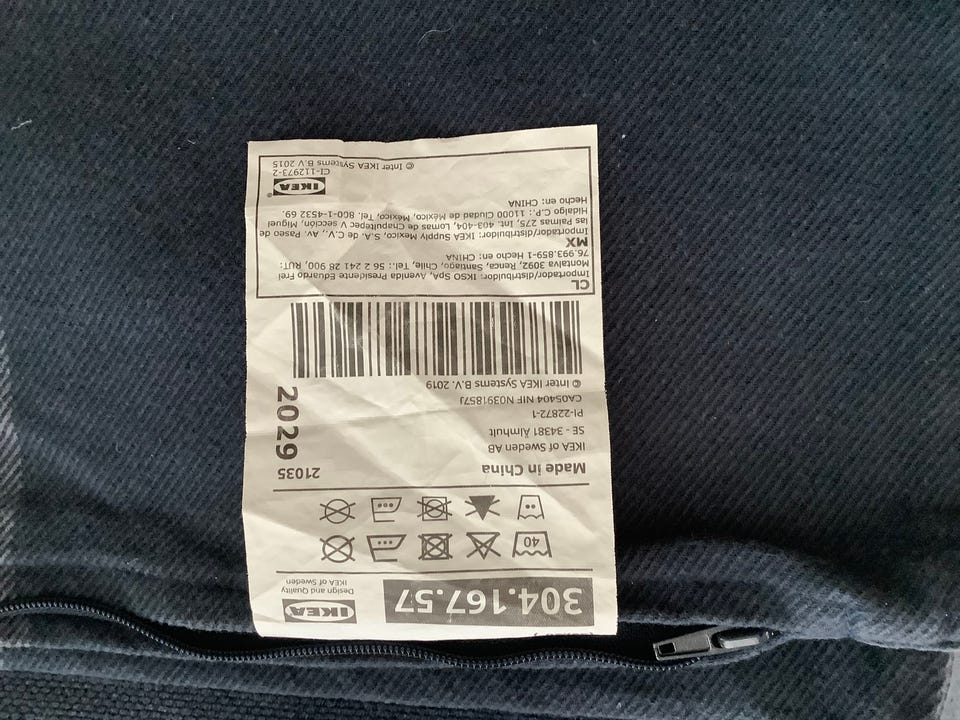 304.167.57
IKEA
Design and Quality
IKEA of Sweden
40
Made in China
21035
IKEA of Sweden AB
SE - 34381 Älmhult
PI-22872-1
CA05404 NIF N0391857J
© Inter IKEA Systems B.V. 2019
2029
CL
Importador/distribuidor: IKSO SpA, Avenida Presidente Eduardo Frei
Montalva 3092, Renca, Santiago, Chile, Tel.: 56 2 241 28 900, RUT:
76.993.859-1 Hecho en: CHINA
MX
Importador/distribuidor: IKEA Supply Mexico, S.A. de C.V., Av. Paseo de
las Palmas 275, Int. 403-404, Lomas de Chapultepec V sección, Miguel
Hidalgo C.P.: 11000 Ciudad de México, México, Tel. 800-1-4532 69.
Hecho en: CHINA
IKEA®
CI-112973-2
© Inter IKEA Systems B.V. 2015